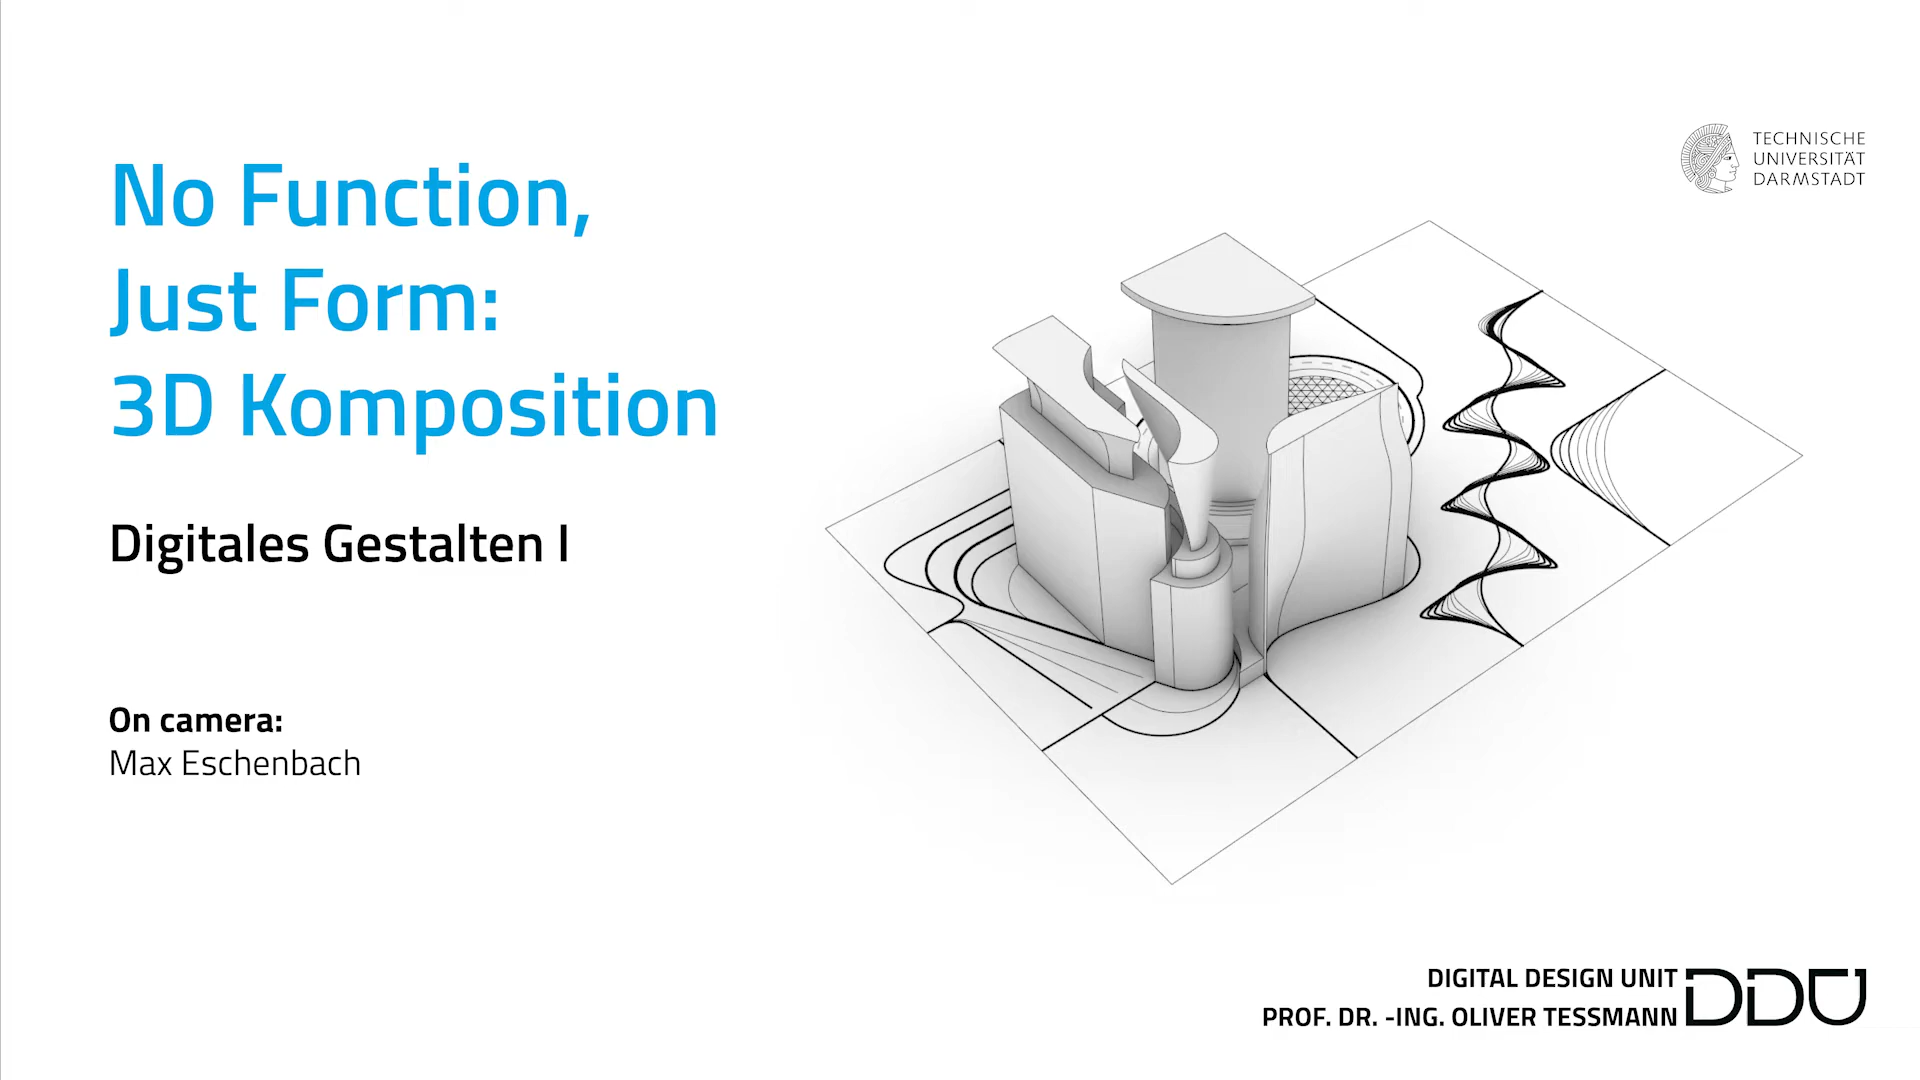 No Function,
Just Form:
3D Komposition
Digitales Gestalten I
On camera:
Max Eschenbach
TECHNISCHE
UNIVERSITÄT
DARMSTADT
DIGITAL DESIGN UNIT
PROF. DR. -ING. OLIVER TESSMANN
DDU